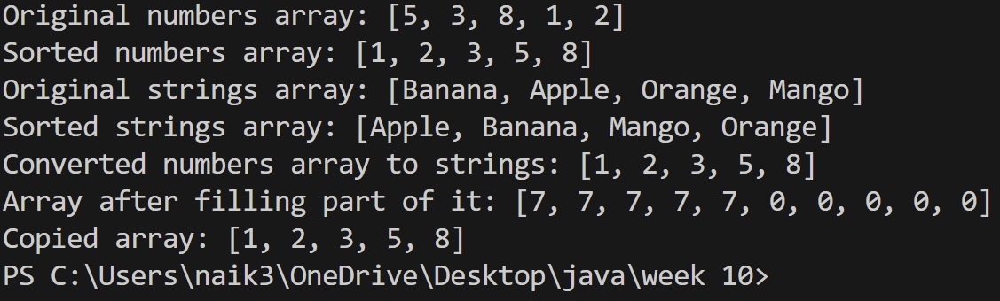 Original numbers array: [5, 3, 8, 1, 2]
Sorted numbers array: [1, 2, 3, 5, 8]
Original strings array: [Banana, Apple, Orange, Mango]
Sorted strings array: [Apple, Banana, Mango, Orange]
Converted numbers array to strings: [1, 2, 3, 5, 8]
Array after filling part of it: [7, 7, 7, 7, 7, 0, 0, 0, 0, 0]
Copied array: [1, 2, 3, 5, 8]
PS C:\Users\naik3\OneDrive\Desktop\java\week 10>